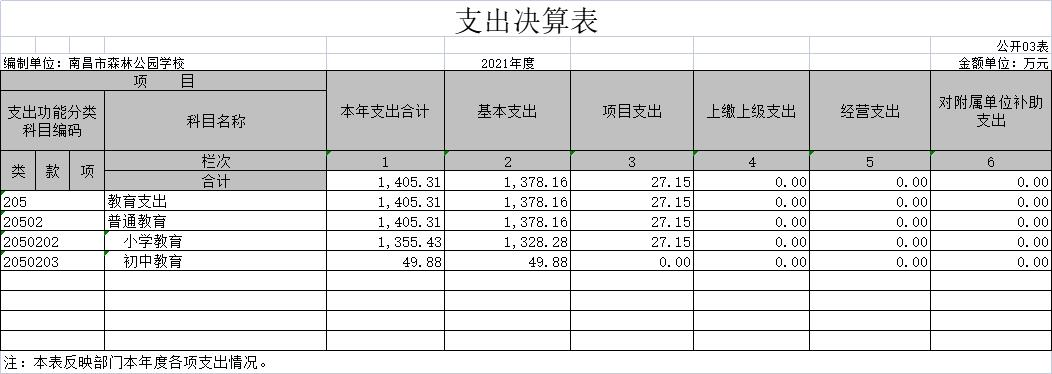 支出决算表
公开03表
编制单位：南昌市森林公园学校 2021年度 金额单位：万元
项 目 本年支出合计 基本支出 项目支出 上缴上级支出 经营支出 对附属单位补助支出
支出功能分类科目编码 科目名称
类 款 项 栏次 1 2 3 4 5 6
合计 1,405.31 1,378.16 27.15 0.00 0.00 0.00
205 教育支出 1,405.31 1,378.16 27.15 0.00 0.00 0.00
20502 普通教育 1,405.31 1,378.16 27.15 0.00 0.00 0.00
2050202 小学教育 1,355.43 1,328.28 27.15 0.00 0.00 0.00
2050203 初中教育 49.88 49.88 0.00 0.00 0.00 0.00
注：本表反映部门本年度各项支出情况。